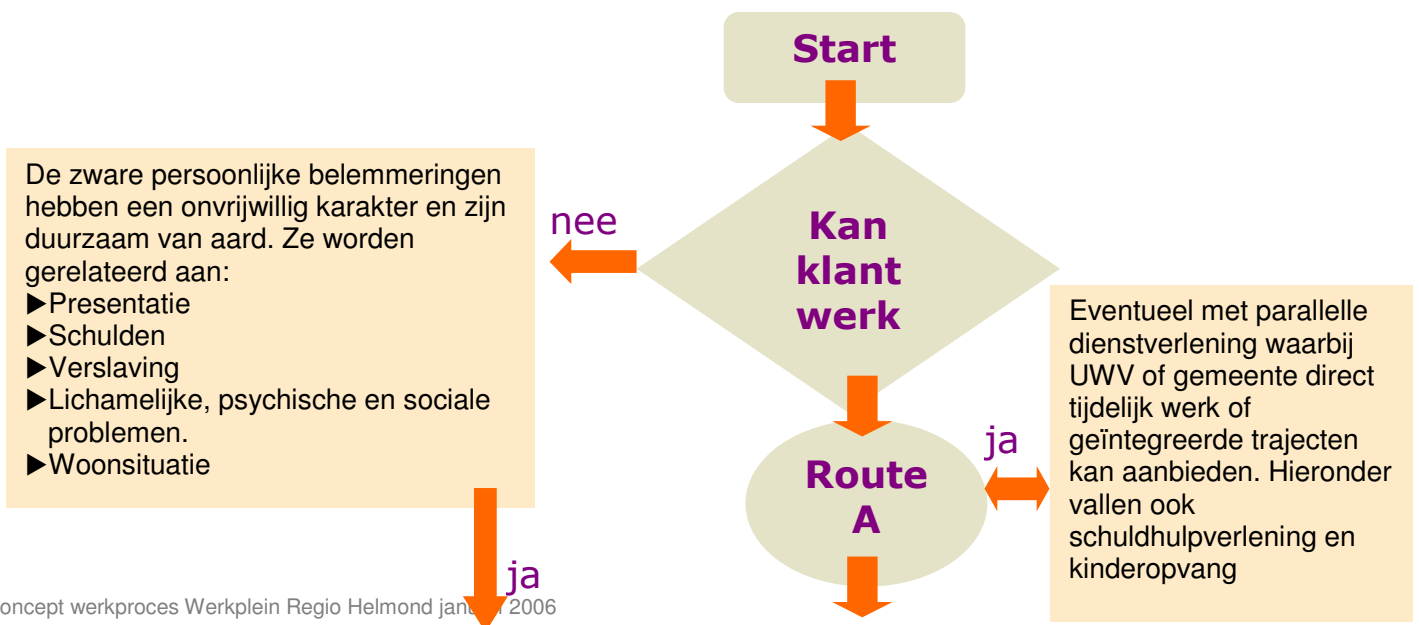 Start
De zware persoonlijke belemmeringen
hebben een onvrijwillig karakter en zijn
duurzaam van aard. Ze worden
gerelateerd aan:
▶Presentatie
▶Schulden
▶Verslaving
▶Lichamelijke, psychische en sociale
problemen.
▶Woonsituatie
nee
Kan
klant
werk
Eventueel met parallelle
dienstverlening waarbij
UWV of gemeente direct
tijdelijk werk of
geïntegreerde trajecten
kan aanbieden. Hieronder
vallen ook
schuldhulpverlening en
kinderopvang
ja
Route
A
ja
oncept werkproces Werkplein Regio Helmond 2006